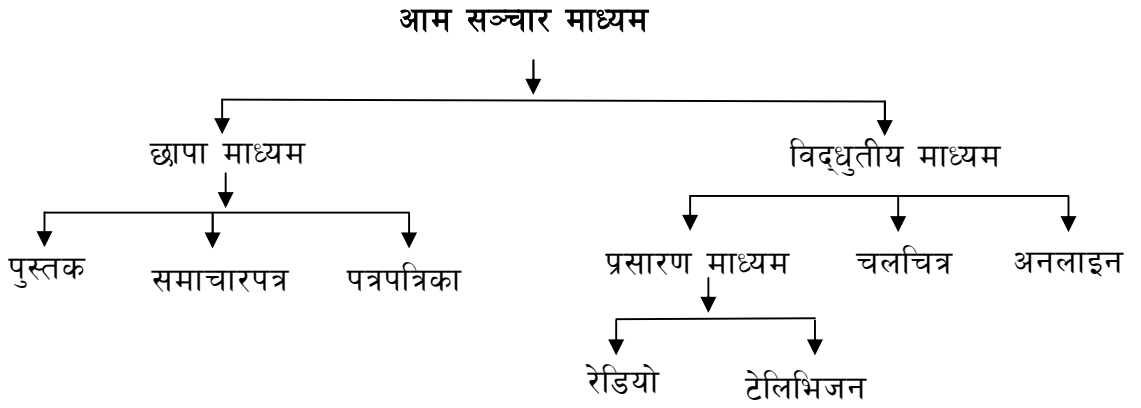 आम सञ्चार माध्यम
छापा माध्यम
विद्धुतीय माध्यम
पुस्तक
समाचारपत्र
पत्रपत्रिका
प्रसारण माध्यम
चलचित्र
अनलाइन
रेडियो
टेलिभिजन